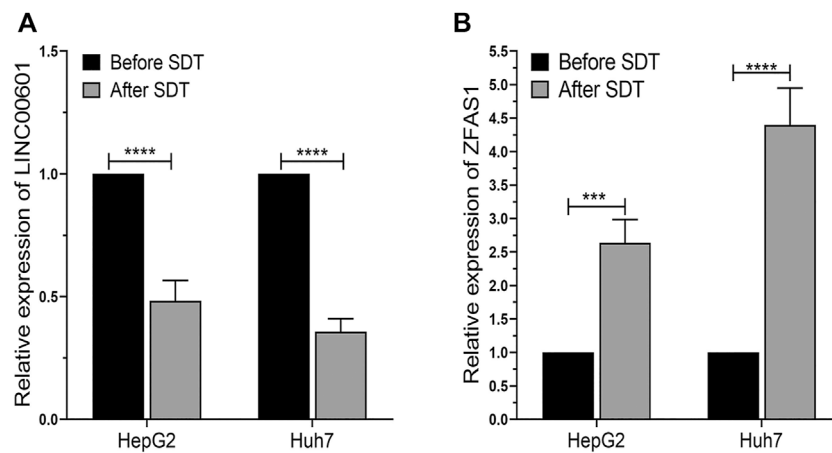 A
Relative expression of LINC00601
1.5
1.0
0.5
0.0
Before SDT
After SDT
****
****
HepG2
Huh7
B
Relative expression of ZFAS1
5.5
5.0
4.5
4.0
3.5
3.0
2.5
2.0
1.5
1.0
0.5
0.0
Before SDT
After SDT
***
****
HepG2
Huh7